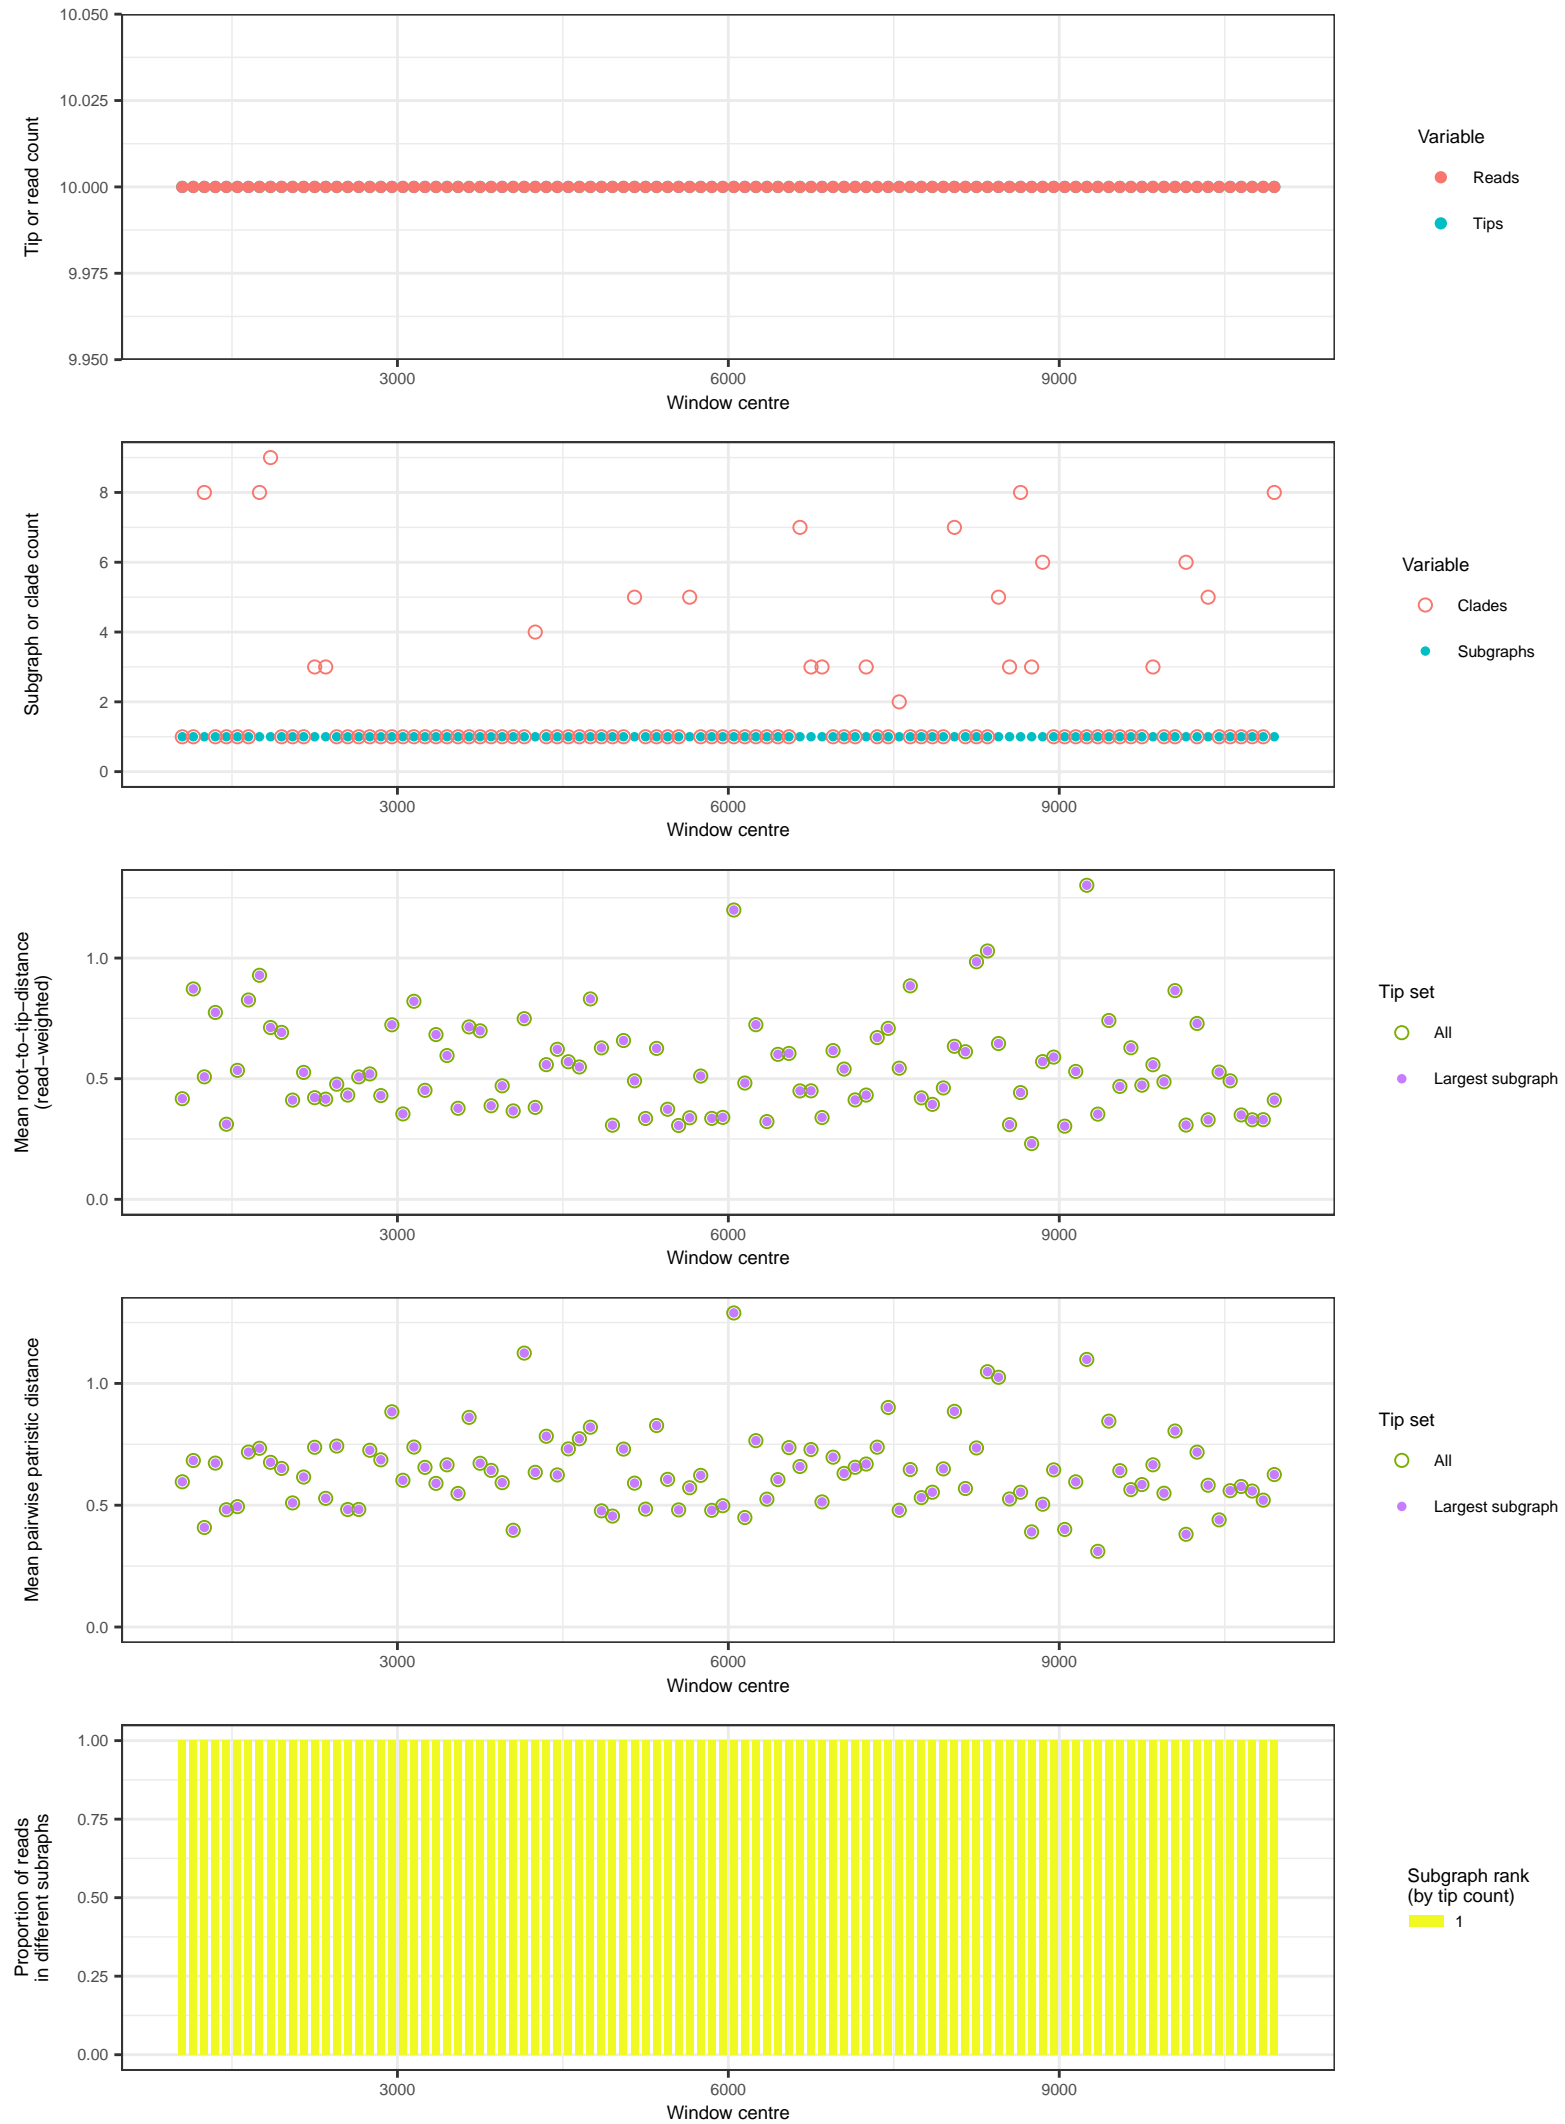 10.050
10.025
10.000
9.975
9.950
Tip or read count
3000
6000
9000
Window centre
Variable
Reads
Tips
8
6
4
2
0
Subgraph or clade count
3000
6000
9000
Window centre
Variable
Clades
Subgraphs
1.0
0.5
0.0
Mean root−to−tip−distance
(read−weighted)
3000
6000
9000
Window centre
Tip set
All
Largest subgraph
1.0
0.5
0.0
Mean pairwise patristic distance
3000
6000
9000
Window centre
Tip set
All
Largest subgraph
1.00
0.75
0.50
0.25
0.00
Proportion of reads
in different subraphs
3000
6000
9000
Window centre
Subgraph rank
(by tip count)
1